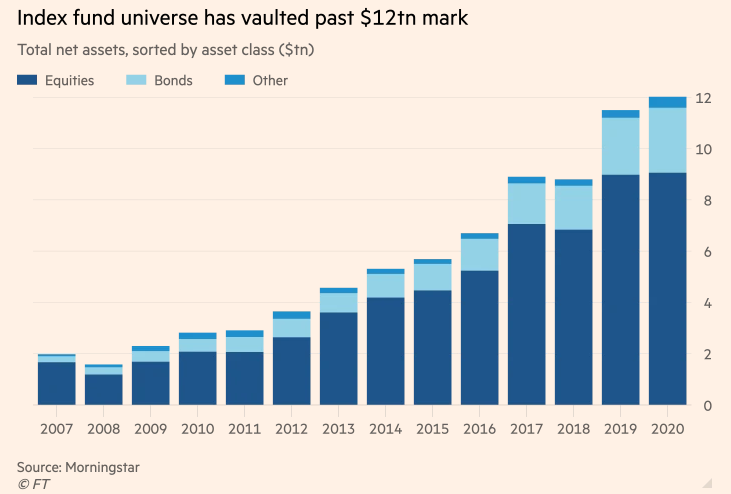 Index fund universe has vaulted past $12tn mark
Total net assets, sorted by asset class ($tn)
Equities Bonds Other
12
10
8
6
4
2
0
2007 2008 2009 2010 2011 2012 2013 2014 2015 2016 2017 2018 2019 2020
Source: Morningstar
© FT